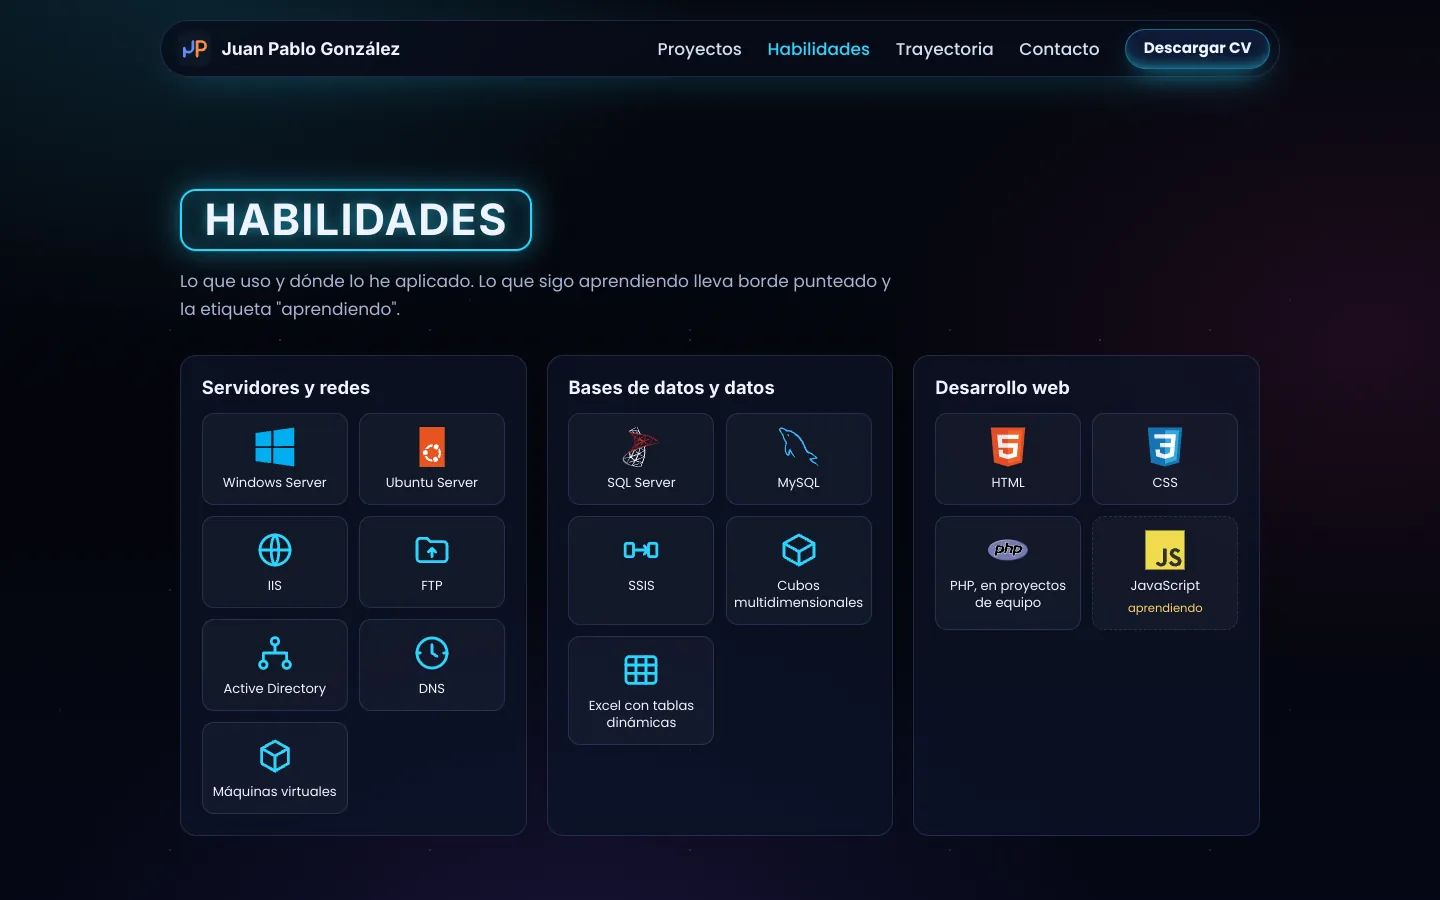 JP Juan Pablo González
Proyectos Habilidades Trayectoria Contacto Descargar CV
HABILIDADES
Lo que uso y dónde lo he aplicado. Lo que sigo aprendiendo lleva borde punteado y
la etiqueta "aprendiendo".
Servidores y redes
Windows Server
Ubuntu Server
IIS
FTP
Active Directory
DNS
Máquinas virtuales
Bases de datos y datos
SQL Server
MySQL
SSIS
Cubos
multidimensionales
Excel con tablas
dinámicas
Desarrollo web
5
HTML
3
CSS
php
PHP, en proyectos
de equipo
JS
JavaScript
aprendiendo